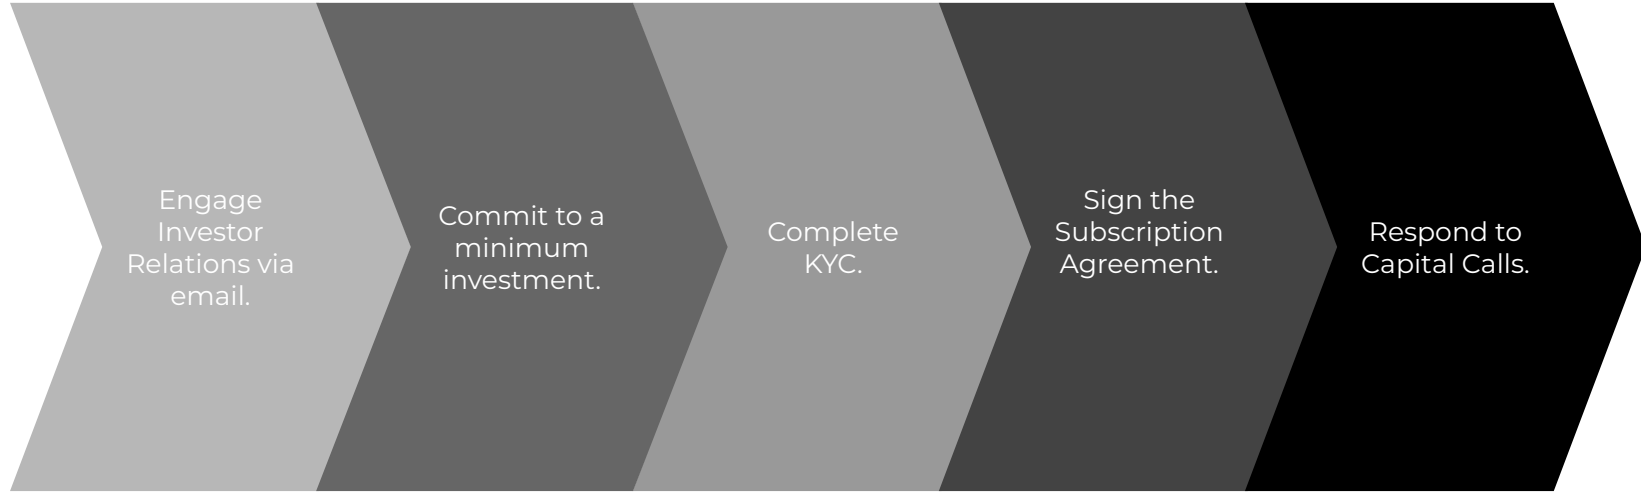 Engage
Investor
Relations via
email.
Commit to a
minimum
investment.
Complete
KYC.
Sign the
Subscription
Agreement.
Respond to
Capital Calls.